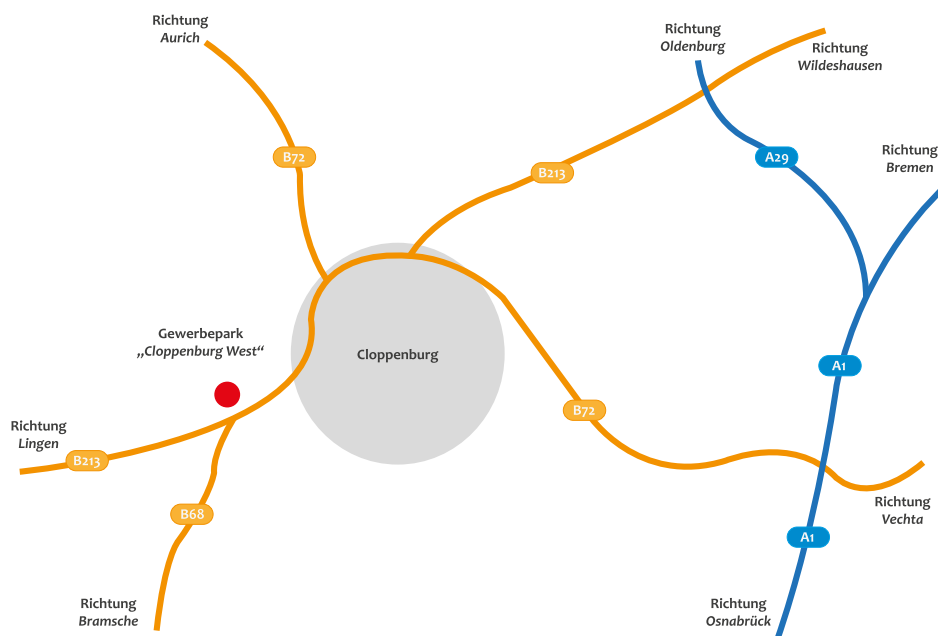 Richtung
Aurich
Richtung
Oldenburg
Richtung
Wildeshausen
B72
B213
A29
Richtung
Bremen
Gewerbepark
„Cloppenburg West“
Cloppenburg
A1
B72
Richtung
Lingen
B213
B68
Richtung
Vechta
A1
Richtung
Bramsche
Richtung
Osnabrück